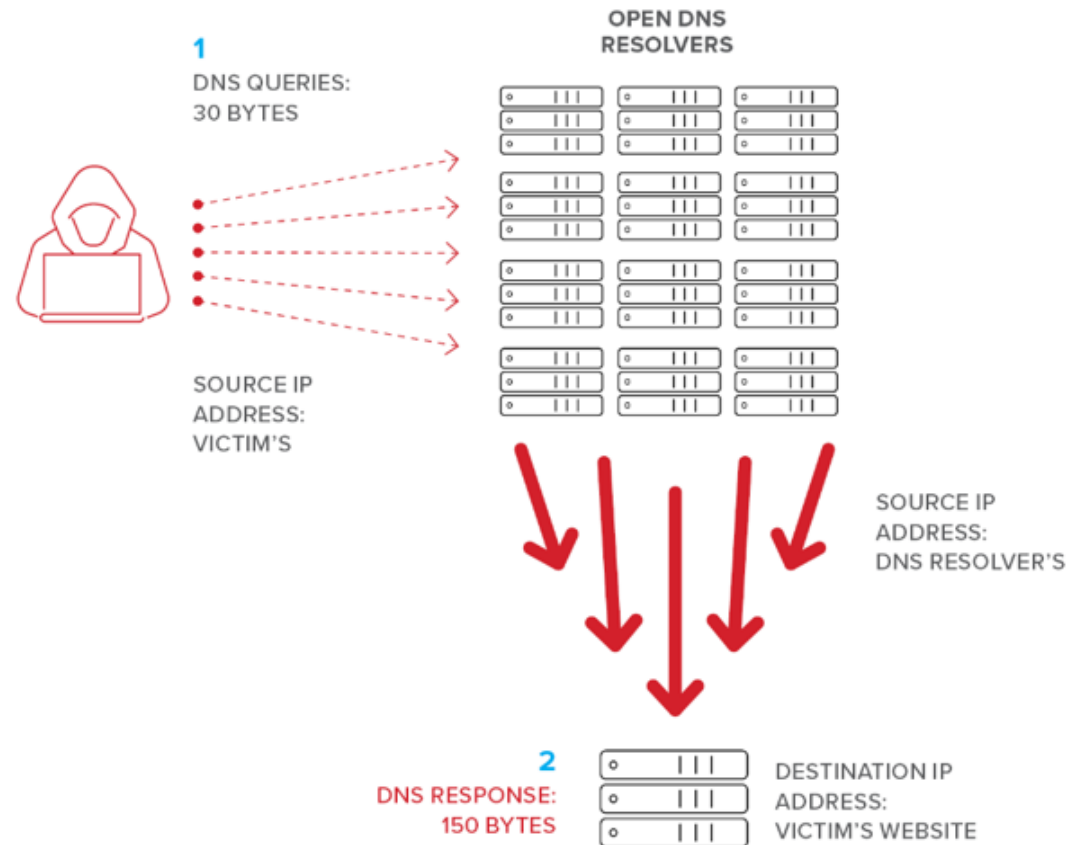 OPEN DNS
RESOLVERS
1
DNS QUERIES:
30 BYTES
SOURCE IP
ADDRESS:
VICTIM'S
SOURCE IP
ADDRESS:
DNS RESOLVER'S
2
DNS RESPONSE:
150 BYTES
DESTINATION IP
ADDRESS:
VICTIM'S WEBSITE